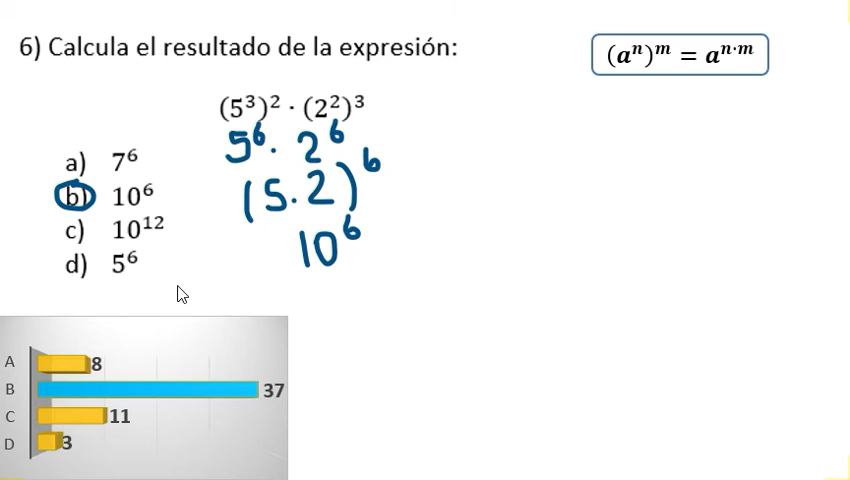 6) Calcula el resultado de la expresión:
(aⁿ)ᵐ = aⁿ·ᵐ
(5³)² · (2²)³
5⁶ · 2⁶
(5 · 2)⁶
10⁶
a) 7⁶
b) 10⁶
c) 10¹²
d) 5⁶
A 8
B 37
C 11
D 3